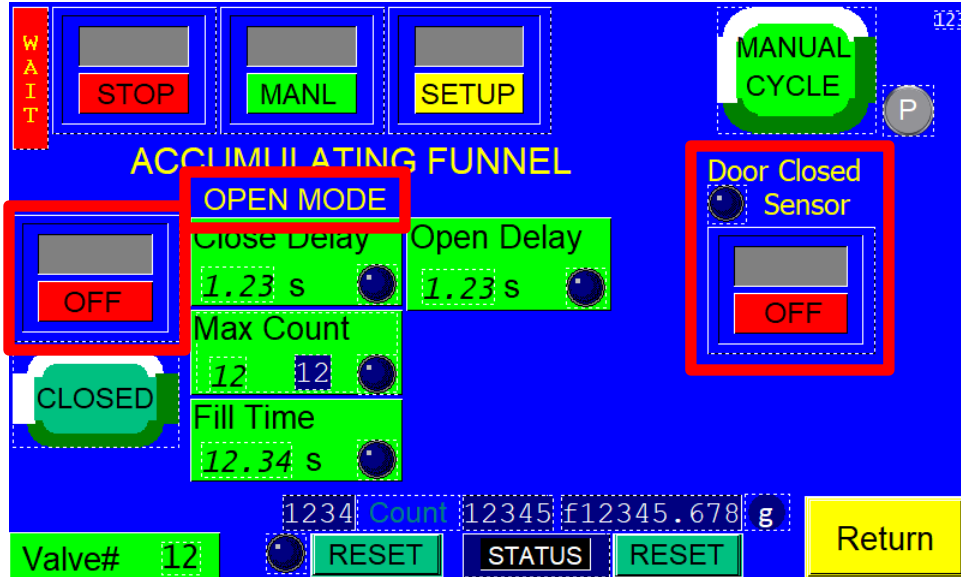 WAIT
STOP
MANL
SETUP
MANUAL
CYCLE
123
P
ACCUMULATING FUNNEL
OPEN MODE
Door Closed
Sensor
OFF
Close Delay
1.23 s
Open Delay
1.23 s
OFF
Max Count
12 12
CLOSED
Fill Time
12.34 s
1234 Count 12345 f12345.678 g
Valve# 12
RESET
STATUS
RESET
Return